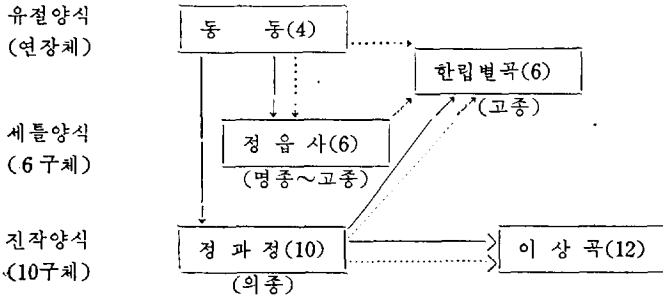 유절양식
(연장체)
동 동(4)
한림별곡(6)
(고종)
세틀양식
(6구체)
정 읍 사(6)
(명종~고종)
진작양식
(10구체)
정 과 정(10)
(의종)
이 상 곡(12)